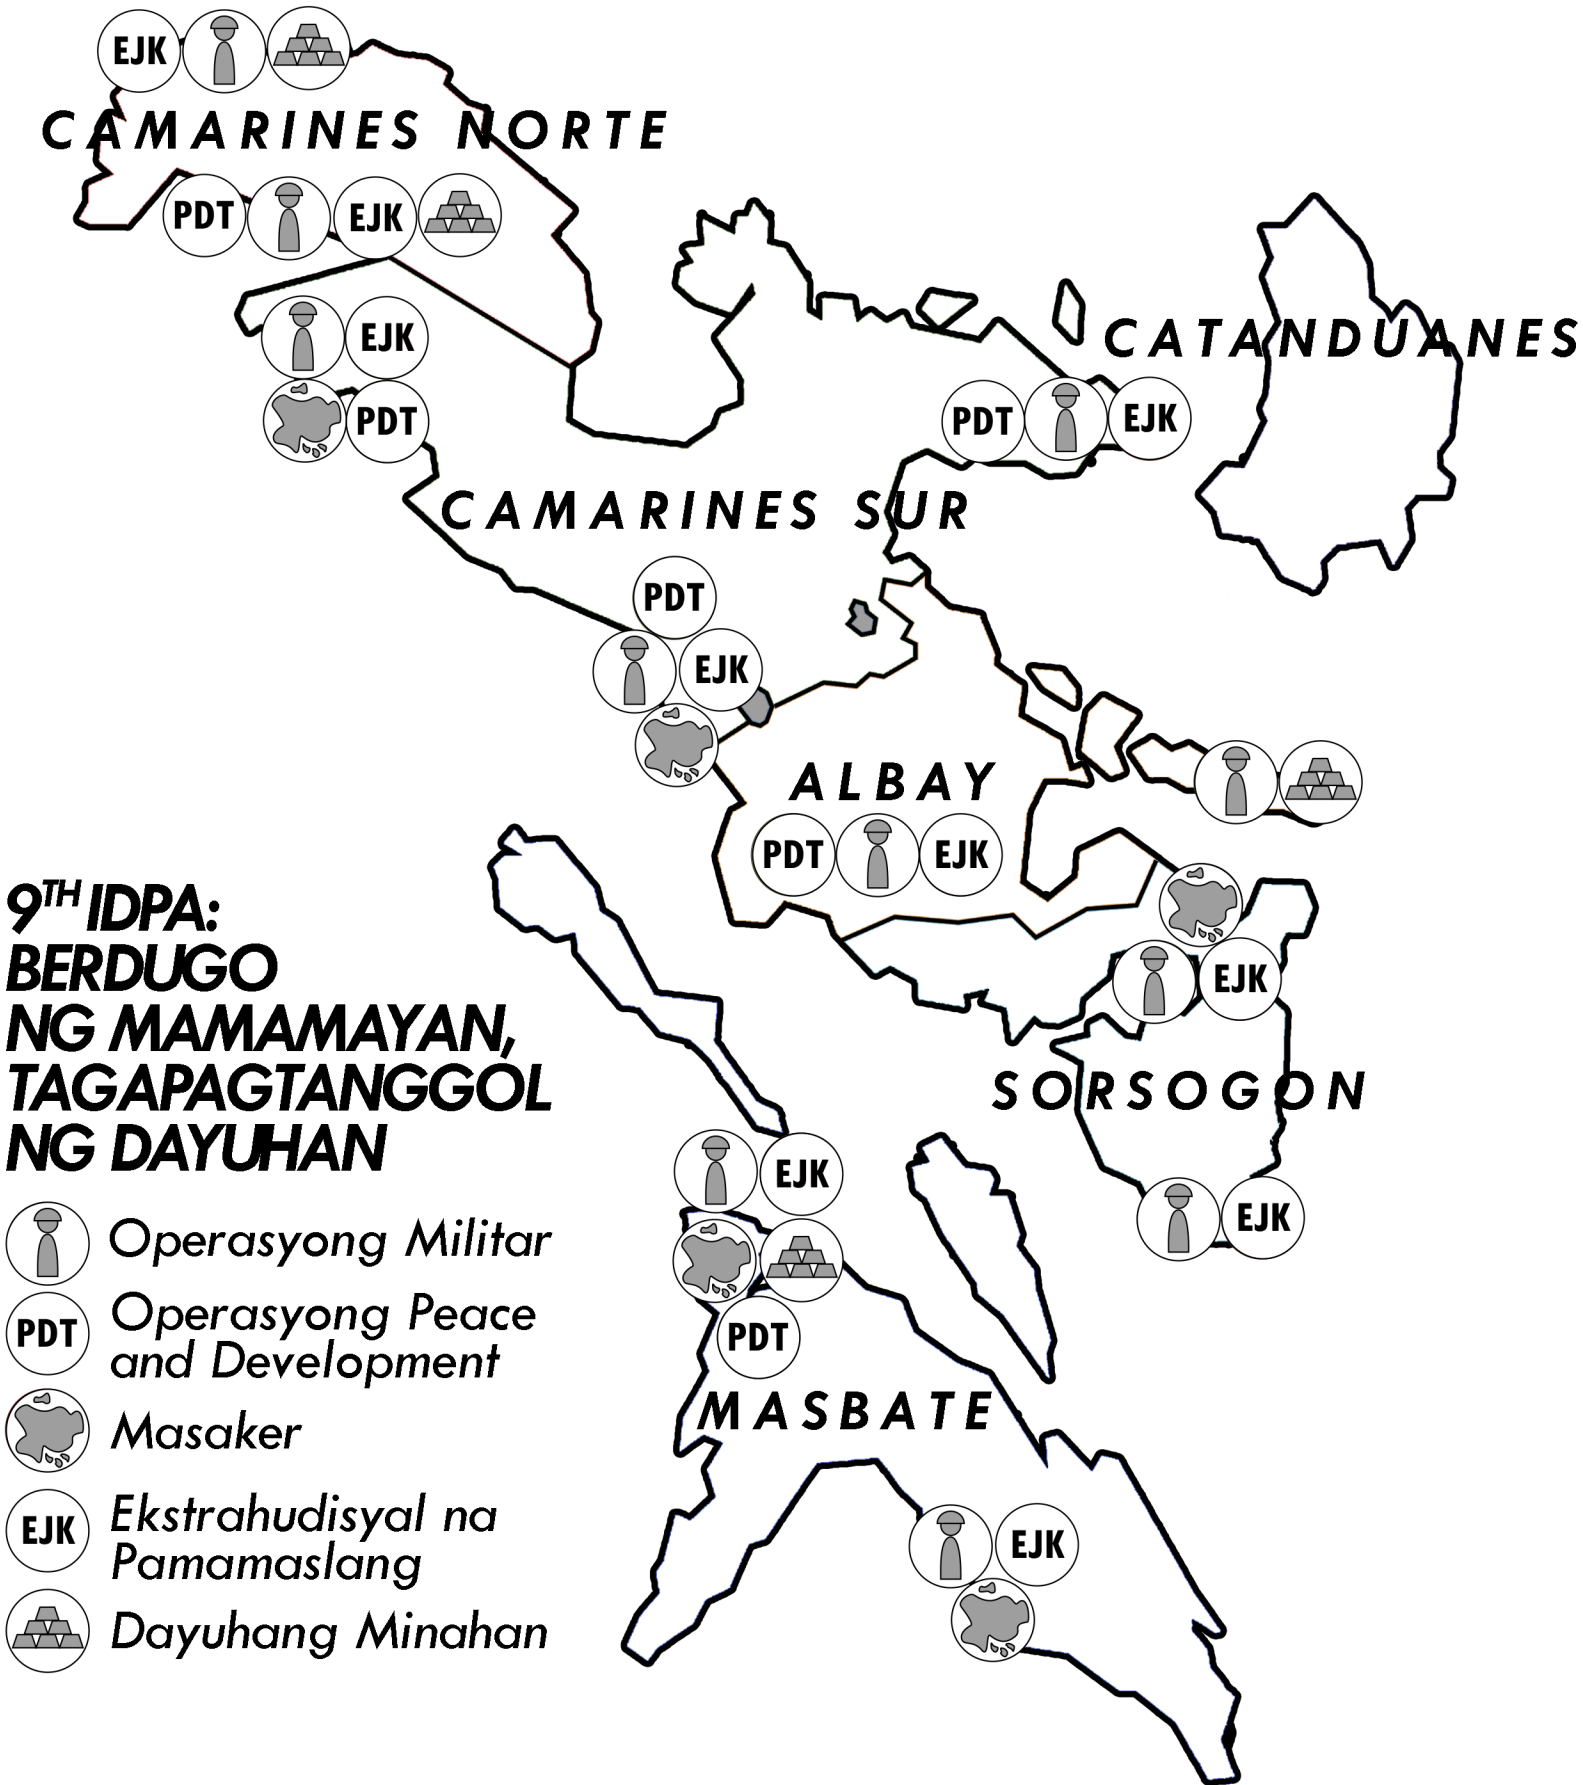 EJK
CAMARINES NORTE
PDT EJK
EJK
PDT
CATANDUANES
PDT EJK
CAMARINES SUR
PDT
EJK
ALBAY
PDT EJK
EJK
SORSOGON
EJK
EJK
PDT
MASBATE
EJK
9TH IDPA:
BERDUGO
NG MAMAMAYAN,
TAGAPAGTANGGOL
NG DAYUHAN
Operasyong Militar
PDT Operasyong Peace
and Development
Masaker
EJK Ekstrahudisyal na
Pamamaslang
Dayuhang Minahan